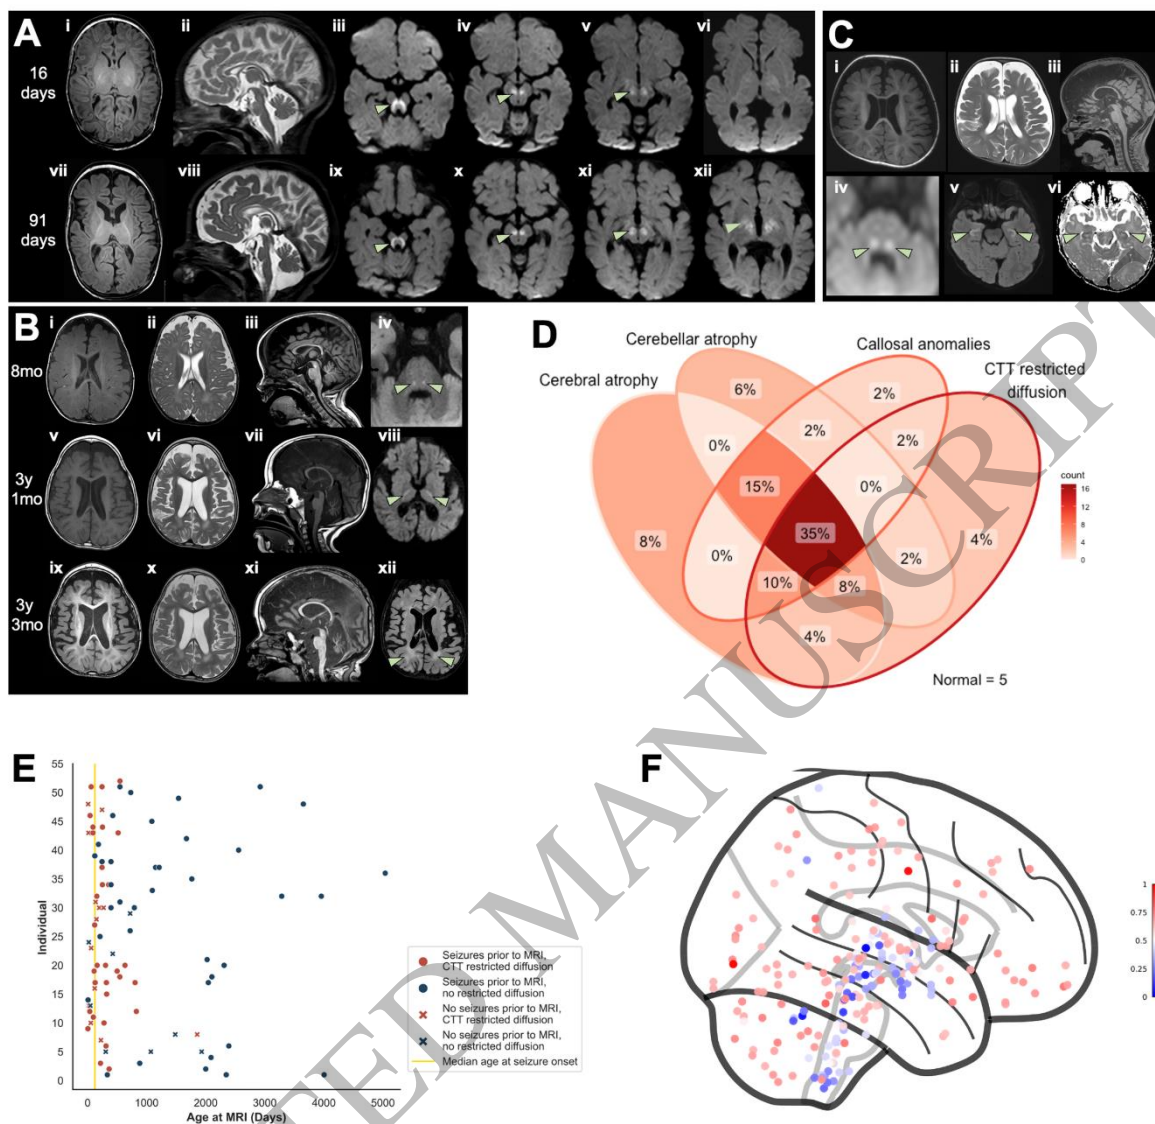 A
i
ii
iii
iv
v
vi
16
days
vii
viii
ix
x
xi
xii
91
days
C
i
ii
iii
iv
v
vi
B
i
ii
iii
iv
8mo
v
vi
vii
viii
3y
1mo
ix
x
xi
xii
3y
3mo
D
Cerebellar atrophy
Callosal anomalies
Cerebral atrophy
CTT restricted
diffusion
6%
2%
0%
2%
2%
15%
0%
8%
35%
4%
0%
2%
10%
8%
4%
Normal = 5
count
16
12
8
4
0
E
55
50
45
40
35
30
25
20
15
10
5
0
Individual
0
1000
2000
3000
4000
5000
Age at MRI (Days)
Seizures prior to MRI,
CTT restricted diffusion
Seizures prior to MRI,
no restricted diffusion
No seizures prior to MRI,
CTT restricted diffusion
No seizures prior to MRI,
no restricted diffusion
Median age at seizure onset
F
1
0.75
0.5
0.25
0
TED MANUSCRIPT